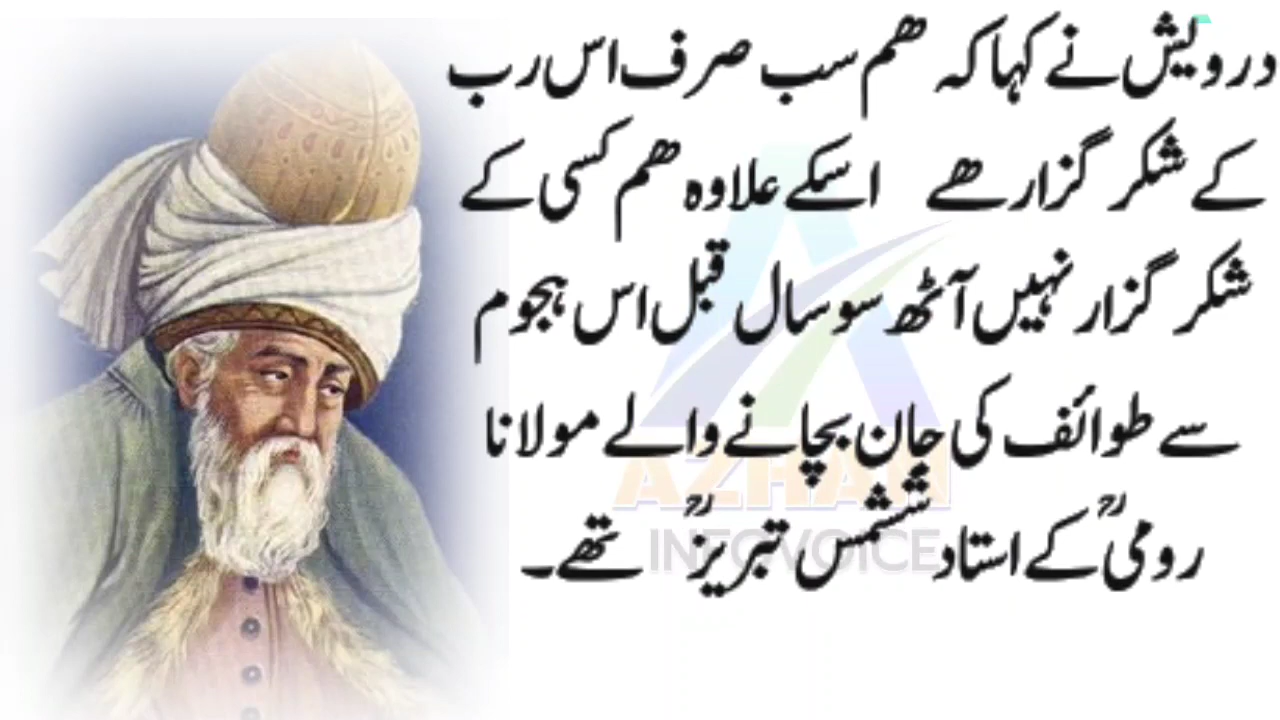 درویش نے کہا کہ ھم سب صرف اس رب
کے شکر گزار ھے اسکے علاوہ ھم کسی کے
شکر گزار نہیں آٹھ سو سال قبل اس ہجوم
سے طوائف کی جان بچانے والے مولانا
رومیؒ کے استاد شمس تبریزؒ تھے۔
AZHAN
INFOVOICE